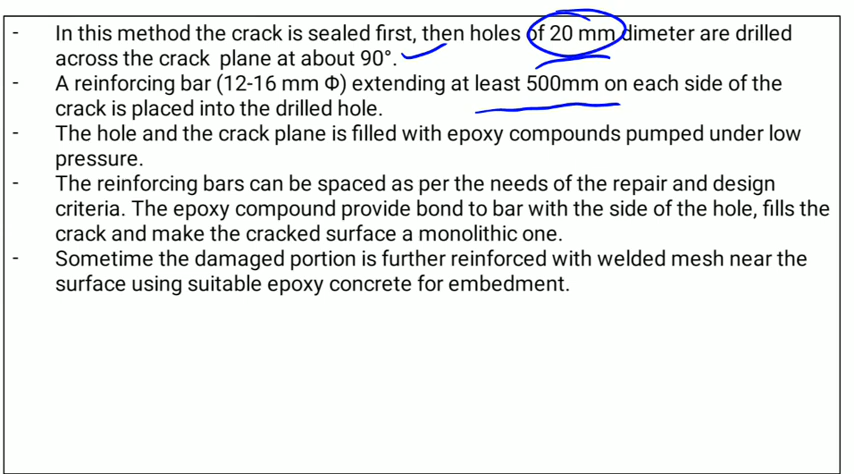 - In this method the crack is sealed first, then holes of 20 mm dimeter are drilled
across the crack plane at about 90°.
- A reinforcing bar (12-16 mm Φ) extending at least 500mm on each side of the
crack is placed into the drilled hole.
- The hole and the crack plane is filled with epoxy compounds pumped under low
pressure.
- The reinforcing bars can be spaced as per the needs of the repair and design
criteria. The epoxy compound provide bond to bar with the side of the hole, fills the
crack and make the cracked surface a monolithic one.
- Sometime the damaged portion is further reinforced with welded mesh near the
surface using suitable epoxy concrete for embedment.